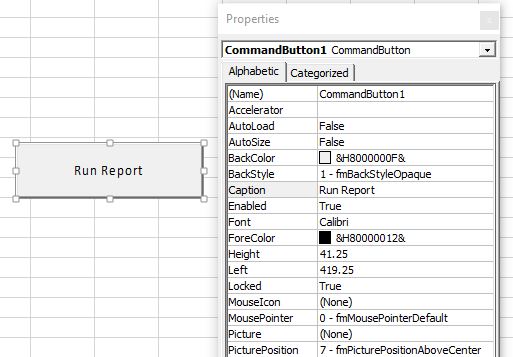 Properties
x
CommandButton1 CommandButton
Alphabetic Categorized
(Name) CommandButton1
Accelerator
AutoLoad False
AutoSize False
BackColor &H8000000F&
BackStyle 1 - fmBackStyleOpaque
Caption Run Report
Enabled True
Font Calibri
ForeColor &H80000012&
Height 41.25
Left 419.25
Locked True
MouseIcon (None)
MousePointer 0 - fmMousePointerDefault
Picture (None)
PicturePosition 7 - fmPicturePositionAboveCenter
Run Report